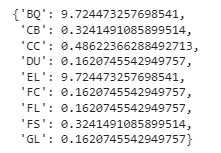 {'BQ': 9.724473257698541,
'CB': 0.3241491085899514,
'CC': 0.48622366288492713,
'DU': 0.1620745542949757,
'EL': 9.724473257698541,
'FC': 0.1620745542949757,
'FL': 0.1620745542949757,
'FS': 0.3241491085899514,
'GL': 0.1620745542949757}